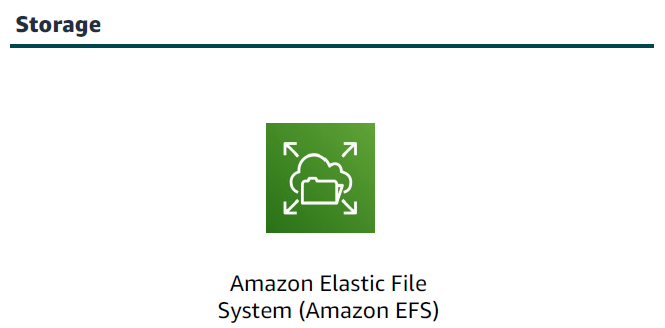 Storage
Amazon Elastic File
System (Amazon EFS)